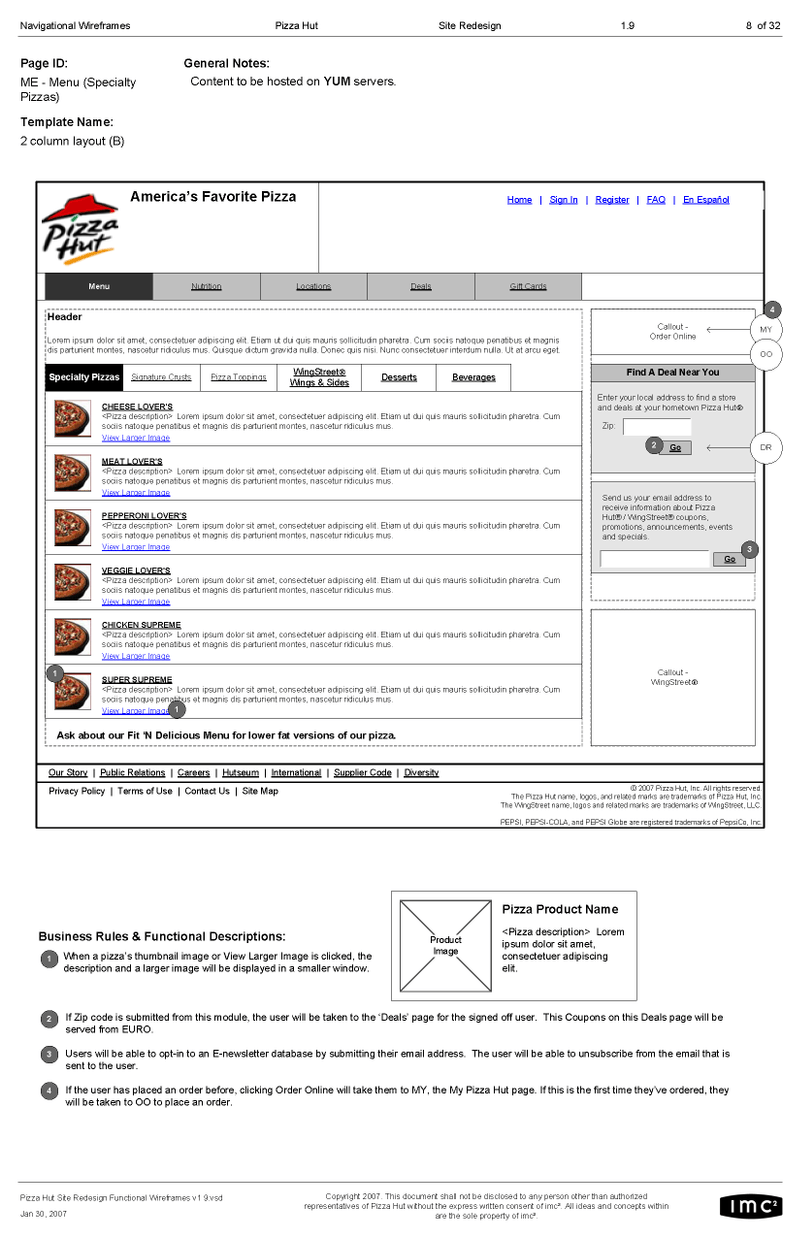 Navigational Wireframes Pizza Hut Site Redesign 1.9 8 of 32
Page ID:
ME - Menu (Specialty
Pizzas)
General Notes:
Content to be hosted on YUM servers.
Template Name:
2 column layout (B)
America's Favorite Pizza
Pizza
Hut
Home | Sign In | Register | FAQ | En Español
Menu Nutrition Locations Deals Gift Cards
Header
Lorem ipsum dolor sit amet, consectetuer adipiscing elit. Etiam ut dui quis mauris sollicitudin pharetra. Cum sociis natoque penatibus et magnis
dis parturient montes, nascetur ridiculus mus. Quisque dictum gravida nulla. Donec quis nisi. Nunc consectetuer interdum nulla. Ut at arcu eget.
Specialty Pizzas Signature Crusts Pizza Toppings WingStreet® Desserts Beverages
Wings & Sides
CHEESE LOVER'S
<Pizza description> Lorem ipsum dolor sit amet, consectetuer adipiscing elit. Etiam ut dui quis mauris sollicitudin pharetra. Cum
sociis natoque penatibus et magnis dis parturient montes, nascetur ridiculus mus.
View Larger Image
MEAT LOVER'S
<Pizza description> Lorem ipsum dolor sit amet, consectetuer adipiscing elit. Etiam ut dui quis mauris sollicitudin pharetra. Cum
sociis natoque penatibus et magnis dis parturient montes, nascetur ridiculus mus.
View Larger Image
PEPPERONI LOVER'S
<Pizza description> Lorem ipsum dolor sit amet, consectetuer adipiscing elit. Etiam ut dui quis mauris sollicitudin pharetra. Cum
sociis natoque penatibus et magnis dis parturient montes, nascetur ridiculus mus.
View Larger Image
VEGGIE LOVER'S
<Pizza description> Lorem ipsum dolor sit amet, consectetuer adipiscing elit. Etiam ut dui quis mauris sollicitudin pharetra. Cum
sociis natoque penatibus et magnis dis parturient montes, nascetur ridiculus mus.
View Larger Image
CHICKEN SUPREME
<Pizza description> Lorem ipsum dolor sit amet, consectetuer adipiscing elit. Etiam ut dui quis mauris sollicitudin pharetra. Cum
sociis natoque penatibus et magnis dis parturient montes, nascetur ridiculus mus.
View Larger Image
1
SUPER SUPREME
<Pizza description> Lorem ipsum dolor sit amet, consectetuer adipiscing elit. Etiam ut dui quis mauris sollicitudin pharetra. Cum
sociis natoque penatibus et magnis dis parturient montes, nascetur ridiculus mus.
View Larger Image 1
Ask about our Fit 'N Delicious Menu for lower fat versions of our pizza.
4
Callout -
Order Online
MY
OO
Find A Deal Near You
Enter your local address to find a store
and deals at your hometown Pizza Hut®
Zip:
2 Go
DR
Send us your email address to
receive information about Pizza
Hut® / WingStreet® coupons,
promotions, announcements, events
and specials.
3
Go
Callout -
WingStreet®
Our Story | Public Relations | Careers | Hutseum | International | Supplier Code | Diversity
Privacy Policy | Terms of Use | Contact Us | Site Map
© 2007 Pizza Hut, Inc. All rights reserved
The Pizza Hut name, logos, and related marks are trademarks of Pizza Hut, Inc.
The WingStreet name, logos and related marks are trademarks of WingStreet, LLC.
PEPSI, PEPSI-COLA, and PEPSI Globe are registered trademarks of PepsiCo, Inc.
Business Rules & Functional Descriptions:
1 When a pizza's thumbnail image or View Larger Image is clicked, the
description and a larger image will be displayed in a smaller window.
Product
Image
Pizza Product Name
<Pizza description> Lorem
ipsum dolor sit amet,
consectetuer adipiscing
elit.
2 If Zip code is submitted from this module, the user will be taken to the 'Deals' page for the signed off user. This Coupons on this Deals page will be
served from EURO.
3 Users will be able to opt-in to an E-newsletter database by submitting their email address. The user will be able to unsubscribe from the email that is
sent to the user.
4 If the user has placed an order before, clicking Order Online will take them to MY, the My Pizza Hut page. If this is the first time they've ordered, they
will be taken to OO to place an order.
Pizza Hut Site Redesign Functional Wireframes v1 9.vsd
Jan 30, 2007
Copyright 2007. This document shall not be disclosed to any person other than authorized
representatives of Pizza Hut without the express written consent of imc². All ideas and concepts within
are the sole property of imc².
imc²